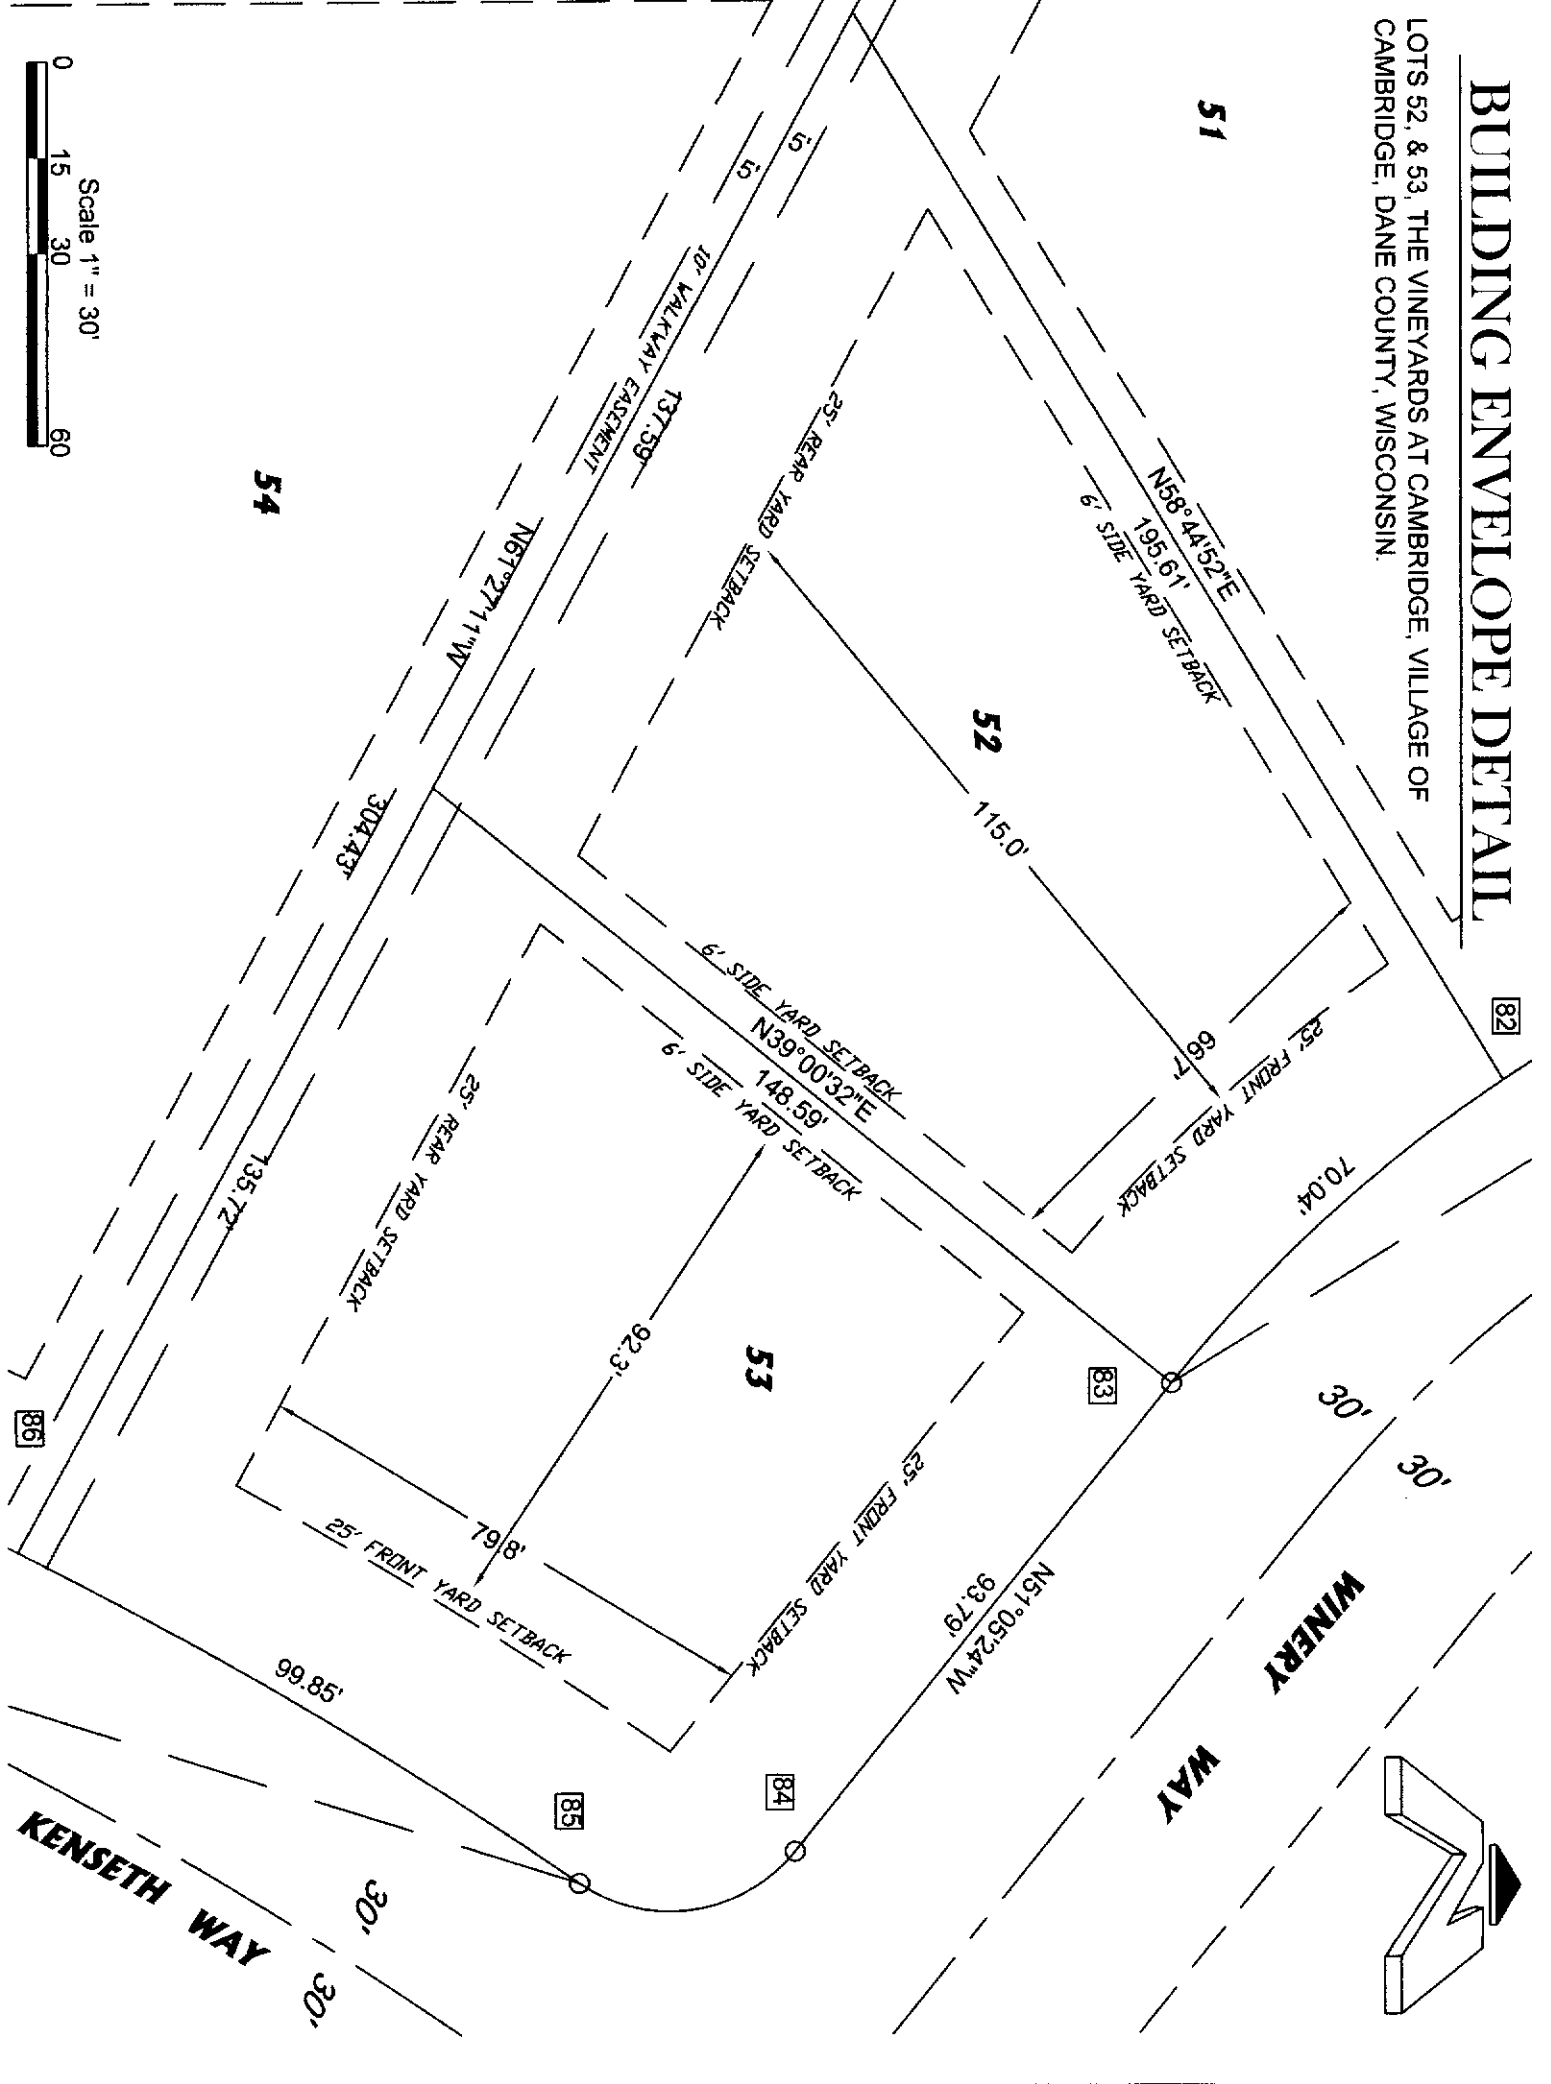 BUILDING ENVELOPE DETAIL
LOTS 52, & 53, THE VINEYARDS AT CAMBRIDGE, VILLAGE OF
CAMBRIDGE, DANE COUNTY, WISCONSIN.
82
51
N58°44'52"E
195.61'
6' SIDE YARD SETBACK
25' FRONT YARD
SETBACK
70.04'
66.7'
30'
30'
WINERY
WAY
52
115.0'
25' REAR YARD
SETBACK
5'
5'
10' WALKWAY
EASEMENT
137.59'
6' SIDE YARD SETBACK
N39°00'32"E
148.59'
6' SIDE YARD SETBACK
83
N51°05'24"W
93.79'
25' FRONT YARD
SETBACK
53
92.3'
84
25' REAR YARD
SETBACK
79.8'
25' FRONT YARD SETBACK
85
N61°27'11"W
304.43'
135.72'
99.85'
54
86
30'
30'
KENSETH WAY
Scale 1" = 30'
0 15 30 60